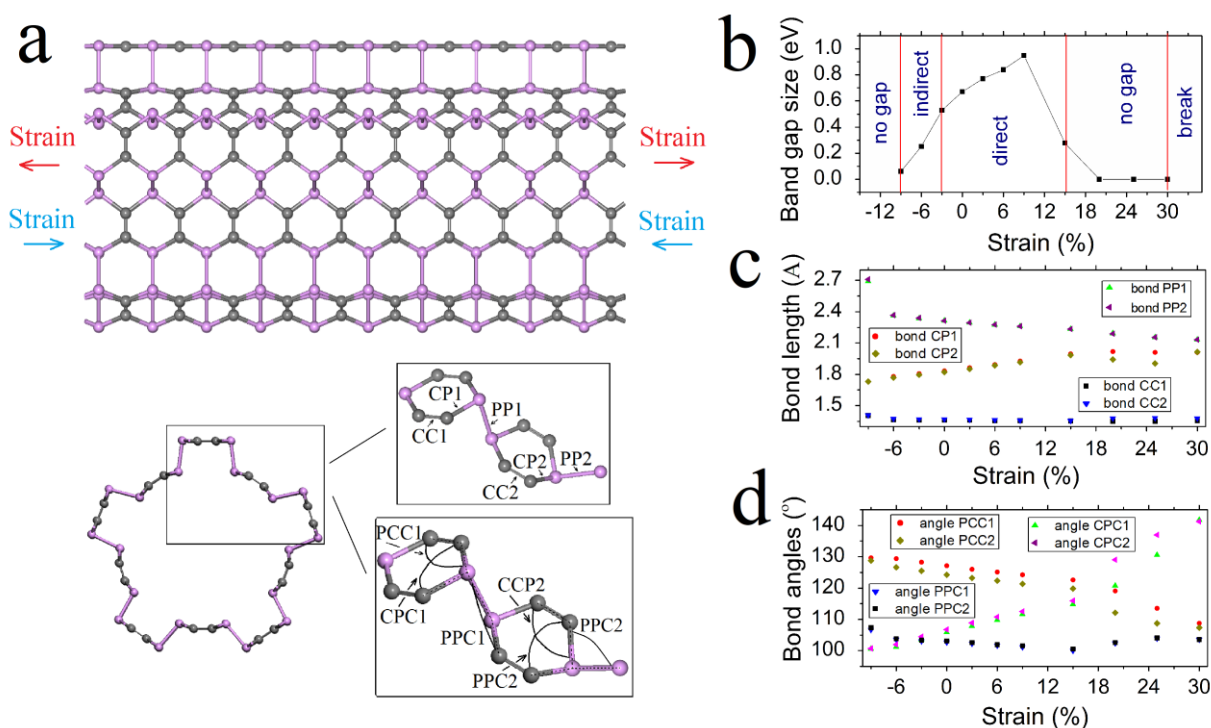 a
Strain
Strain
Strain
Strain
CP1
PP1
CC1
CP2
PP2
CC2
PCC1
CPC1
CCP2
PPC1
PPC2
PPC2
b
Band gap size (eV)
1.0
0.8
0.6
0.4
0.2
0.0
no gap
indirect
direct
no gap
break
-12 -6 0 6 12 18 24 30
Strain (%)
c
Bond length (A)
2.7
2.4
2.1
1.8
1.5
bond PP1
bond PP2
bond CP1
bond CP2
bond CC1
bond CC2
-6 0 6 12 18 24 30
Strain (%)
d
Bond angles (º)
140
130
120
110
100
angle PCC1
angle PCC2
angle CPC1
angle CPC2
angle PPC1
angle PPC2
-6 0 6 12 18 24 30
Strain (%)